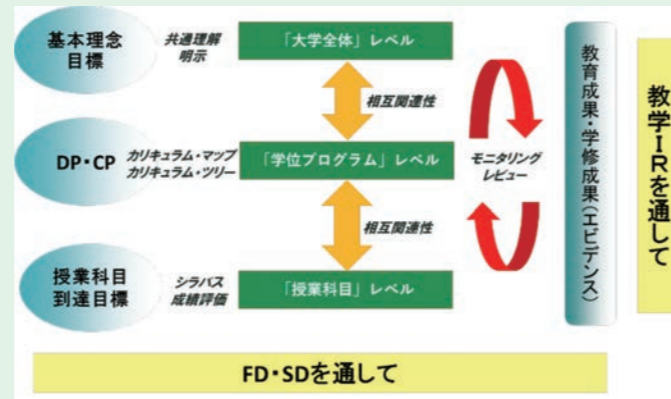 基本理念
目標
共通理解
明示
「大学全体」レベル
相互関連性
DP・CP
カリキュラム・マップ
カリキュラム・ツリー
「学位プログラム」レベル
モニタリング
レビュー
相互関連性
授業科目
到達目標
シラバス
成績評価
「授業科目」レベル
教育成果・学修成果(エビデンス)
教学IRを通して
FD・SDを通して